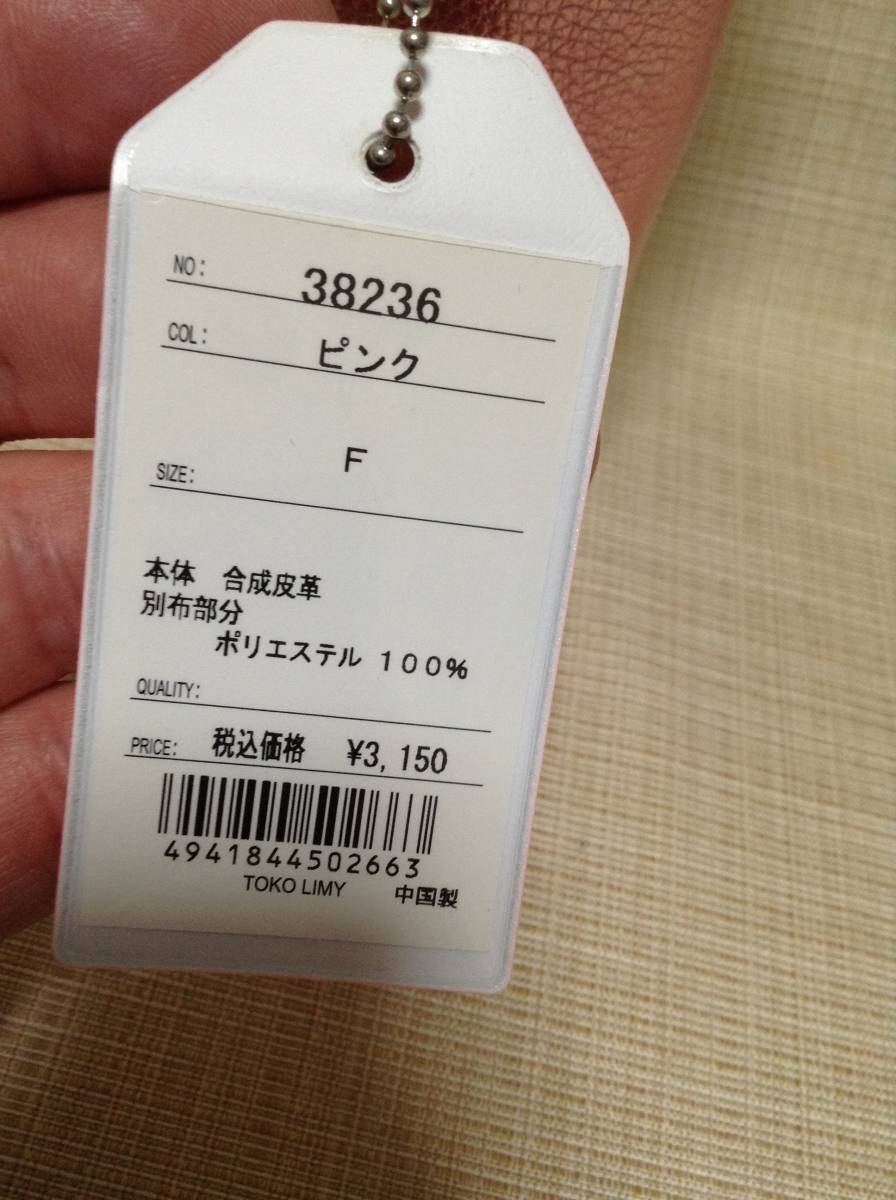 NO: 38236
COL: ピンク
SIZE: F
本体 合成皮革
別布部分
ポリエステル 100%
QUALITY:
PRICE: 税込価格 ¥3,150
4941844502663
TOKO LIMY 中国製